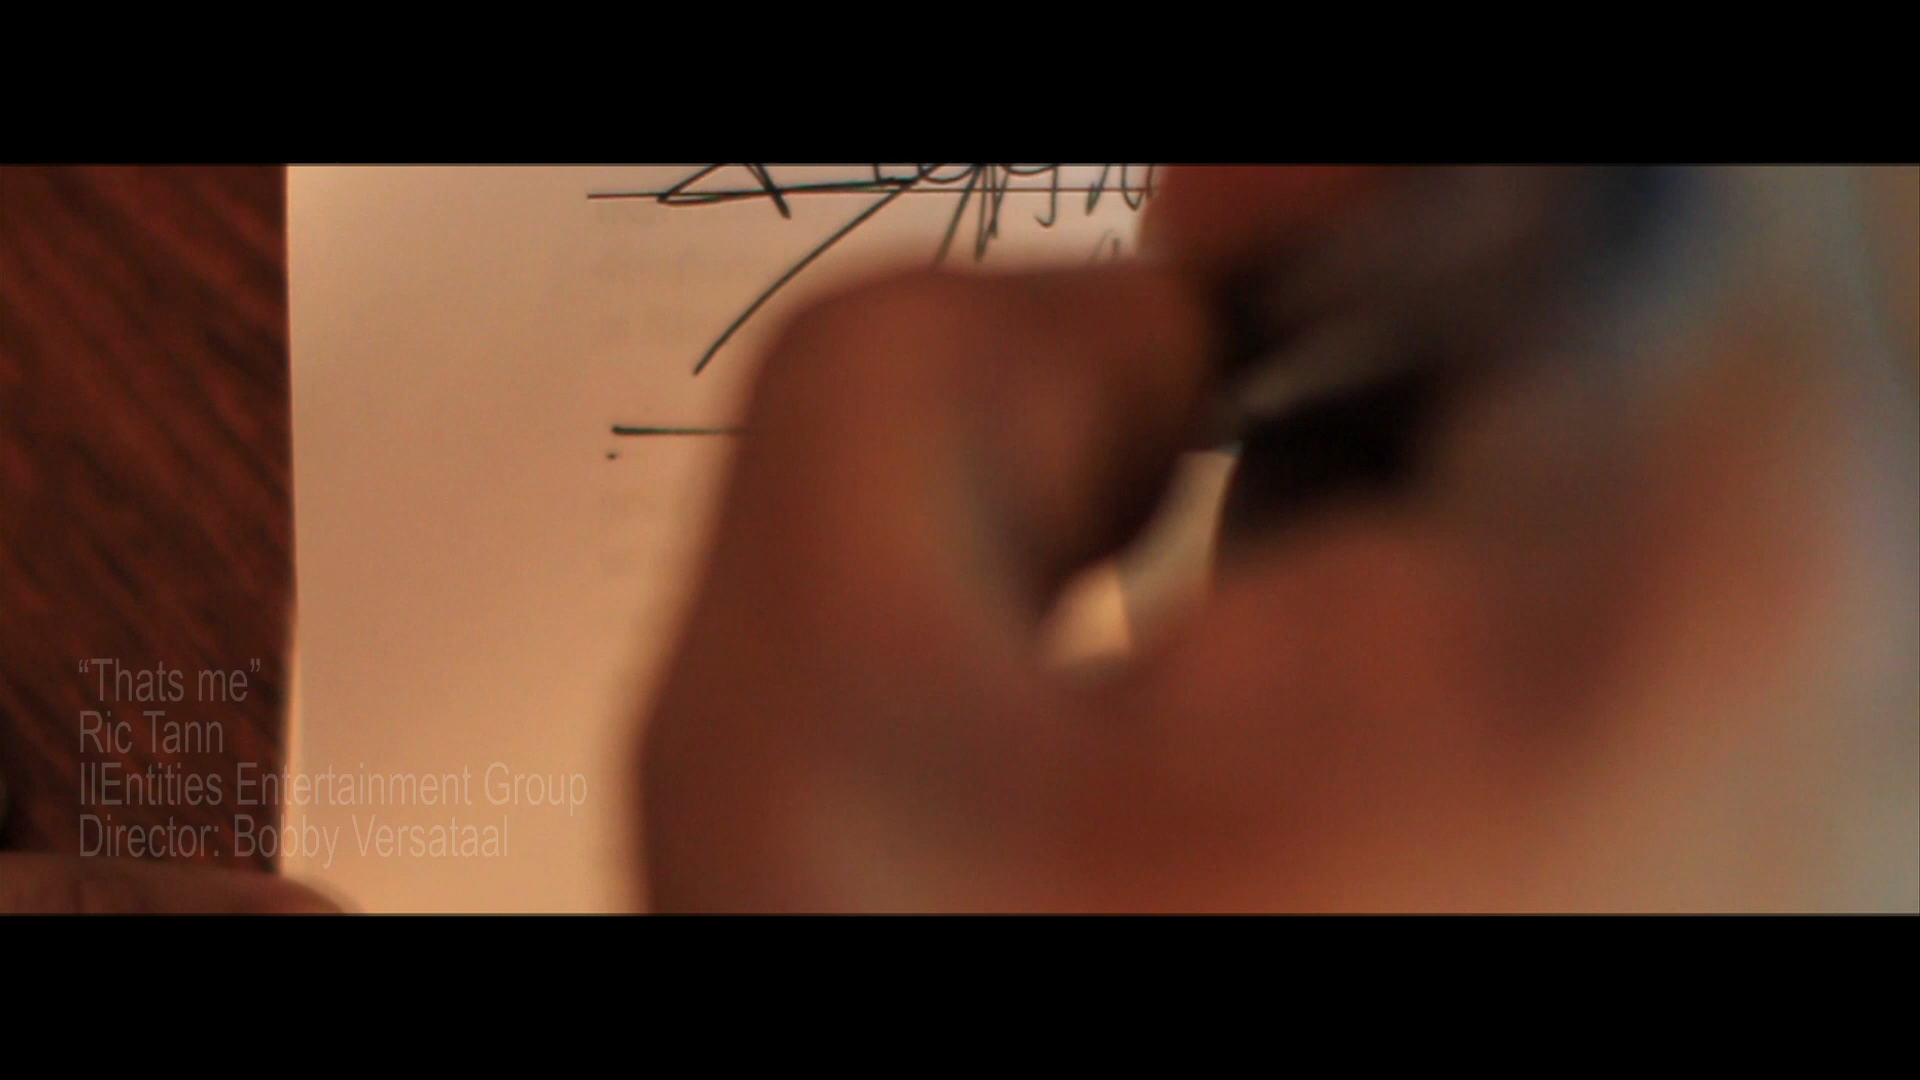 “Thats me”
Ric Tann
IIEntities Entertainment Group
Director: Bobby Versataal